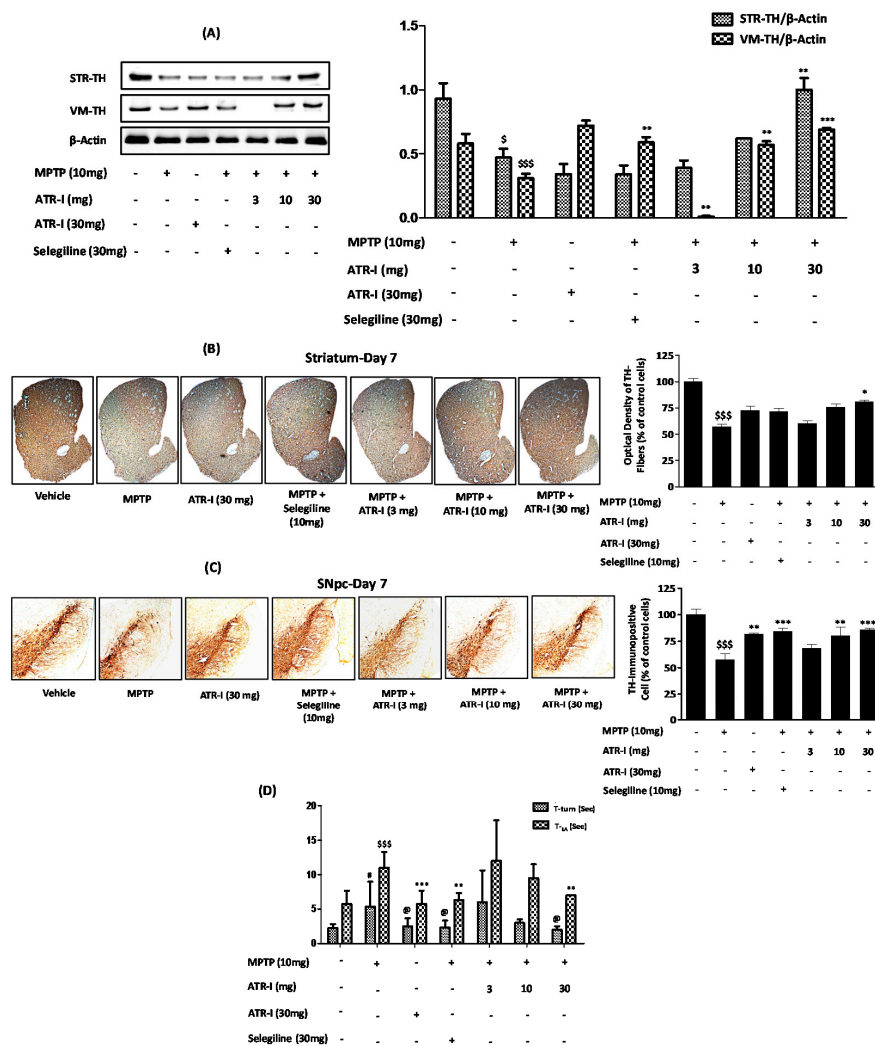 (A)
STR-TH
VM-TH
β-Actin
MPTP (10mg) - + - + + + +
ATR-I (mg) - - - - 3 10 30
ATR-I (30mg) - - + - - - -
Selegiline (30mg) - - - + - - -
STR-TH/β-Actin
VM-TH/β-Actin
1.5
1.0
0.5
0.0
$ $$$ ** ** ** ** ***
MPTP (10mg) - + - + + + +
ATR-I (mg) - - - - 3 10 30
ATR-I (30mg) - - + - - - -
Selegiline (30mg) - - - + - - -
(B)
Striatum-Day 7
Vehicle
MPTP
ATR-I (30 mg)
MPTP +
Selegiline
(10mg)
MPTP +
ATR-I (3 mg)
MPTP +
ATR-I (10 mg)
MPTP +
ATR-I (30 mg)
Optical Density of TH-
Fibers (% of control cells)
125
100
75
50
25
0
$$$ *
MPTP (10mg) - + - + + + +
ATR-I (mg) - - - - 3 10 30
ATR-I (30mg) - - + - - - -
Selegiline (10mg) - - - + - - -
(C)
SNpc-Day 7
Vehicle
MPTP
ATR-I (30 mg)
MPTP +
Selegiline
(10mg)
MPTP +
ATR-I (3 mg)
MPTP +
ATR-I (10 mg)
MPTP +
ATR-I (30 mg)
TH-Immunopositive
Cell (% of control cells)
125
100
75
50
25
0
$$$ ** *** ** ***
MPTP (10mg) - + - + + + +
ATR-I (mg) - - - - 3 10 30
ATR-I (30mg) - - + - - - -
Selegiline (10mg) - - - + - - -
(D)
T-turn [Sec]
T-LA [Sec]
20
15
10
5
0
# $$$ @ *** @ ** @ **
MPTP (10mg) - + - + + + +
ATR-I (mg) - - - - 3 10 30
ATR-I (30mg) - - + - - - -
Selegiline (30mg) - - - + - - -